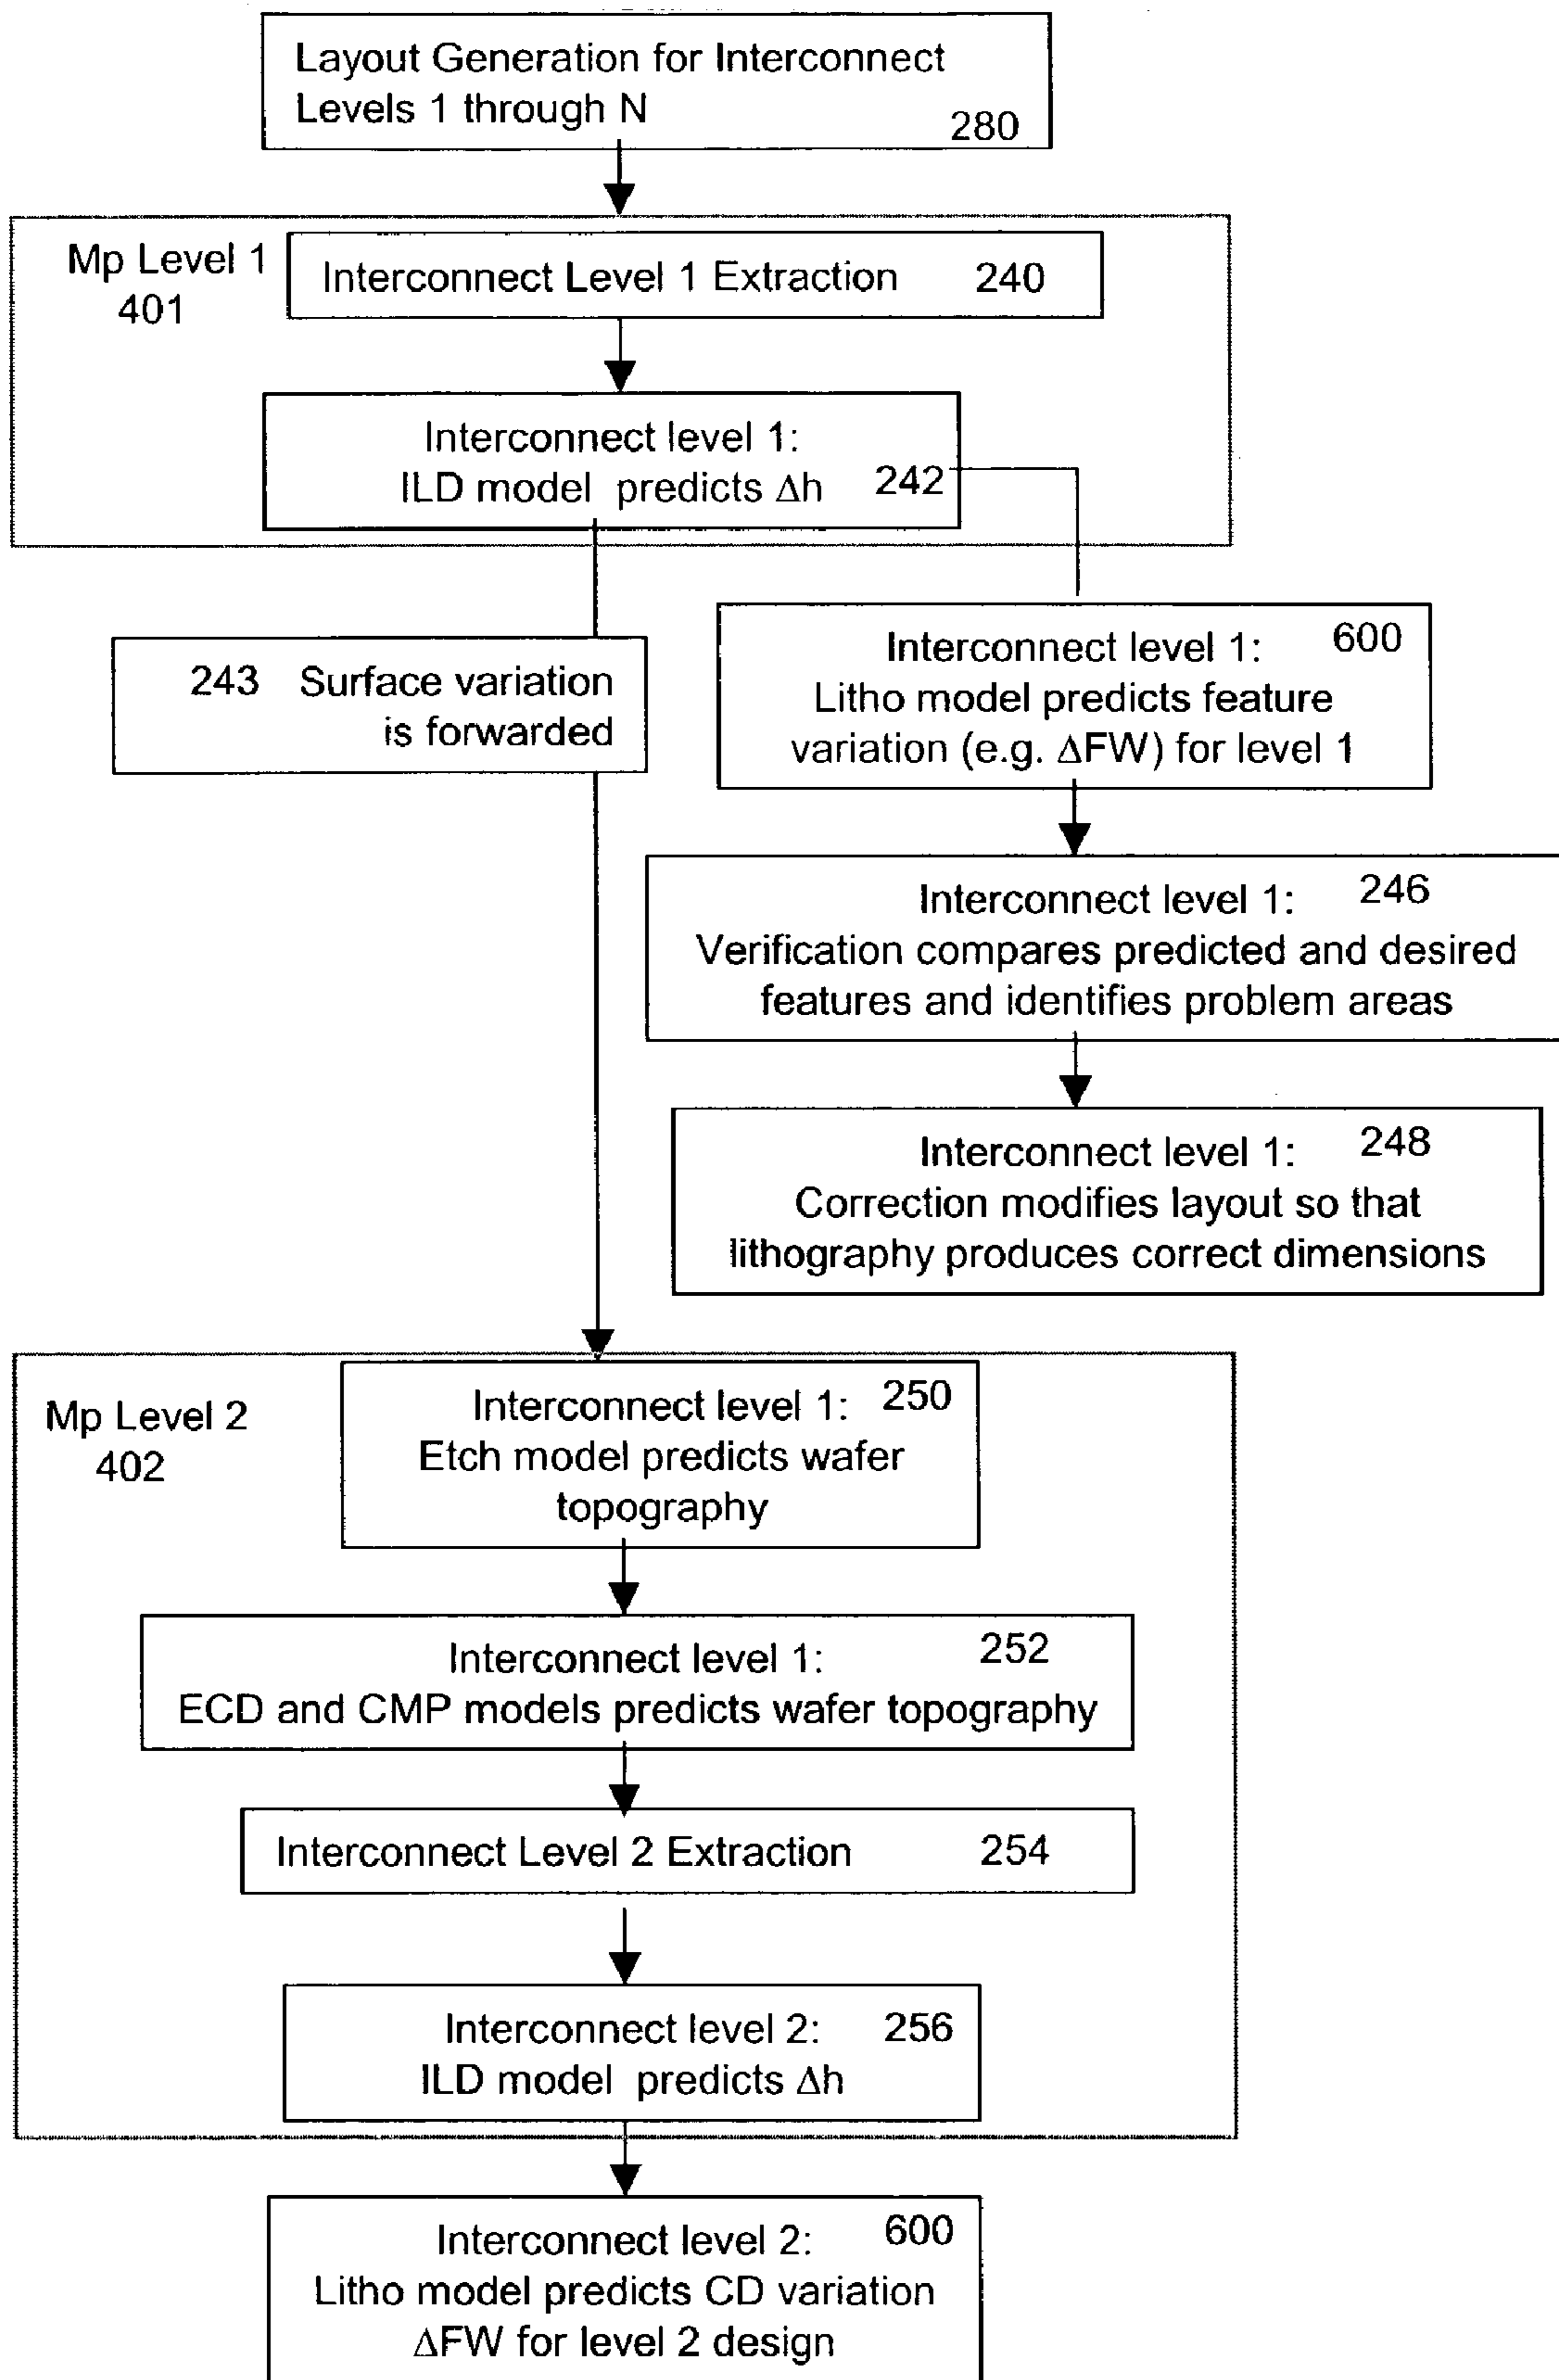 Layout Generation for Interconnect
Levels 1 through N
280
Mp Level 1
401
Interconnect Level 1 Extraction 240
Interconnect level 1:
ILD model predicts Δh 242
243 Surface variation
is forwarded
Interconnect level 1: 600
Litho model predicts feature
variation (e.g. ΔFW) for level 1
Interconnect level 1: 246
Verification compares predicted and desired
features and identifies problem areas
Interconnect level 1: 248
Correction modifies layout so that
lithography produces correct dimensions
Mp Level 2
402
Interconnect level 1: 250
Etch model predicts wafer
topography
Interconnect level 1: 252
ECD and CMP models predicts wafer topography
Interconnect Level 2 Extraction 254
Interconnect level 2: 256
ILD model predicts Δh
Interconnect level 2: 600
Litho model predicts CD variation
ΔFW for level 2 design